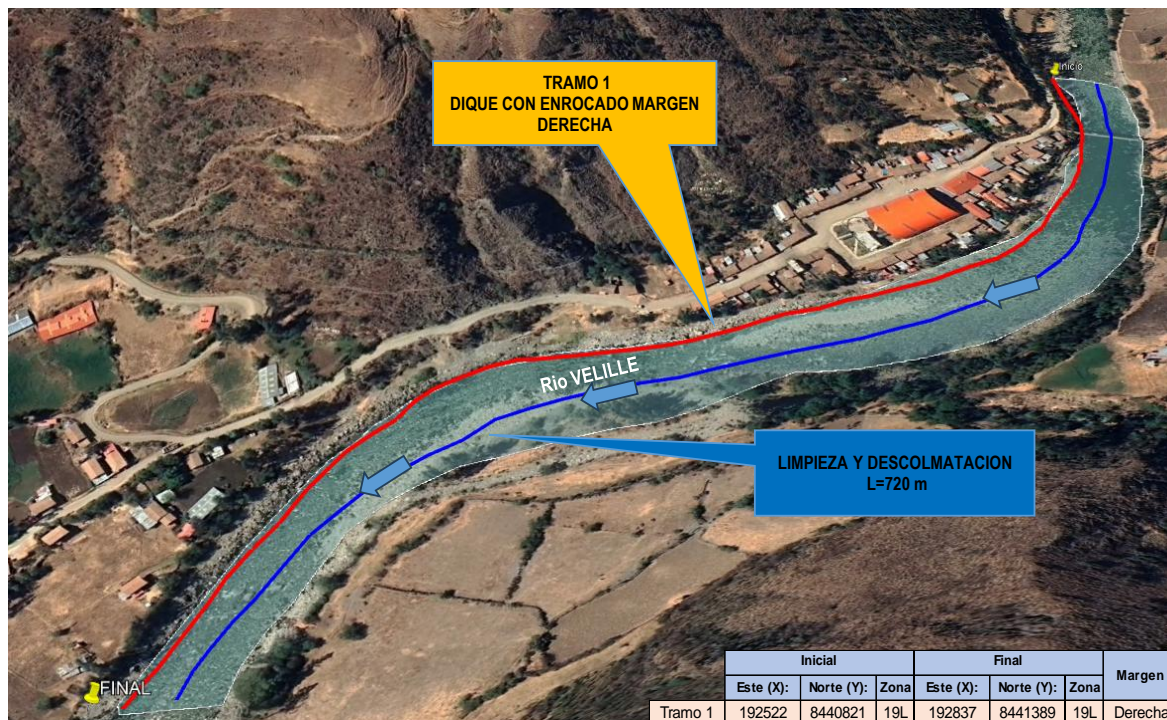 Inicio
TRAMO 1
DIQUE CON ENROCADO MARGEN
DERECHA
Rio VELILLE
LIMPIEZA Y DESCOLMATACION
L=720 m
FINAL
Inicial Final Margen
Este (X): Norte (Y): Zona Este (X): Norte (Y): Zona
Tramo 1 192522 8440821 19L 192837 8441389 19L Derecha